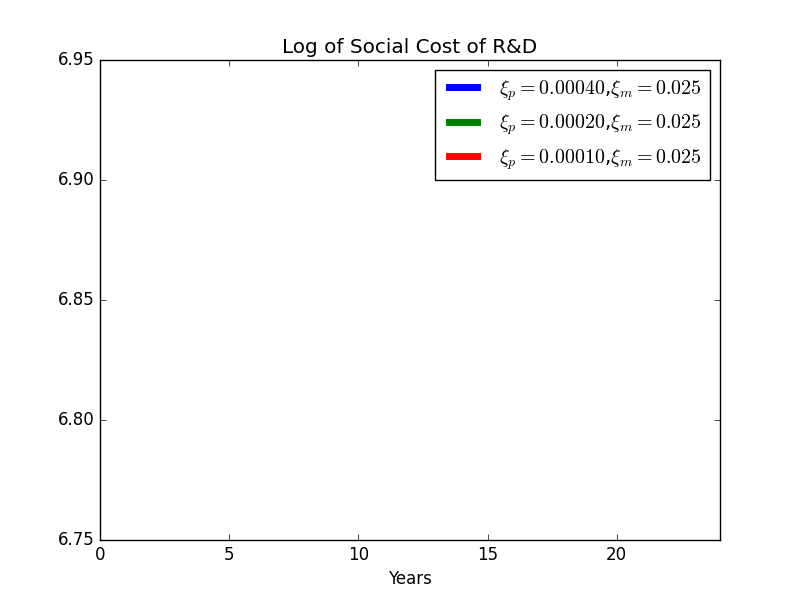 Log of Social Cost of R&D
6.95
6.90
6.85
6.80
6.75
ξp = 0.00040,ξm = 0.025
ξp = 0.00020,ξm = 0.025
ξp = 0.00010,ξm = 0.025
0 5 10 15 20
Years